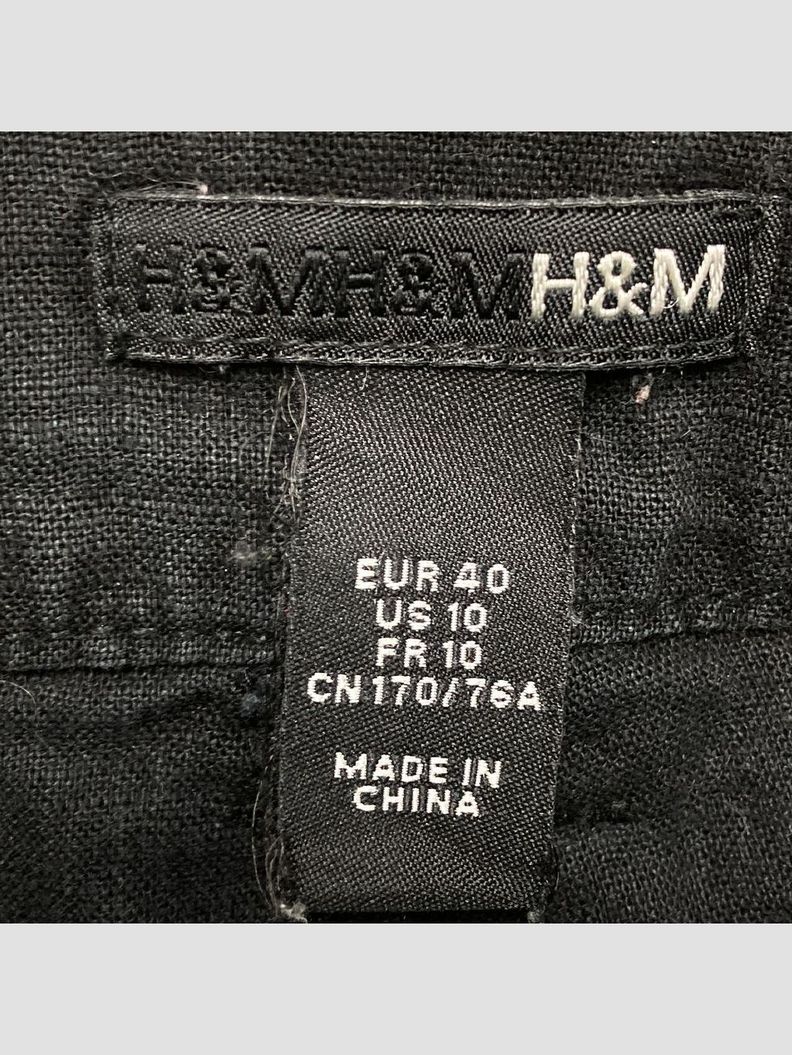 H&MH&MH&M
EUR 40
US 10
FR 10
CN 170/76A
MADE IN
CHINA